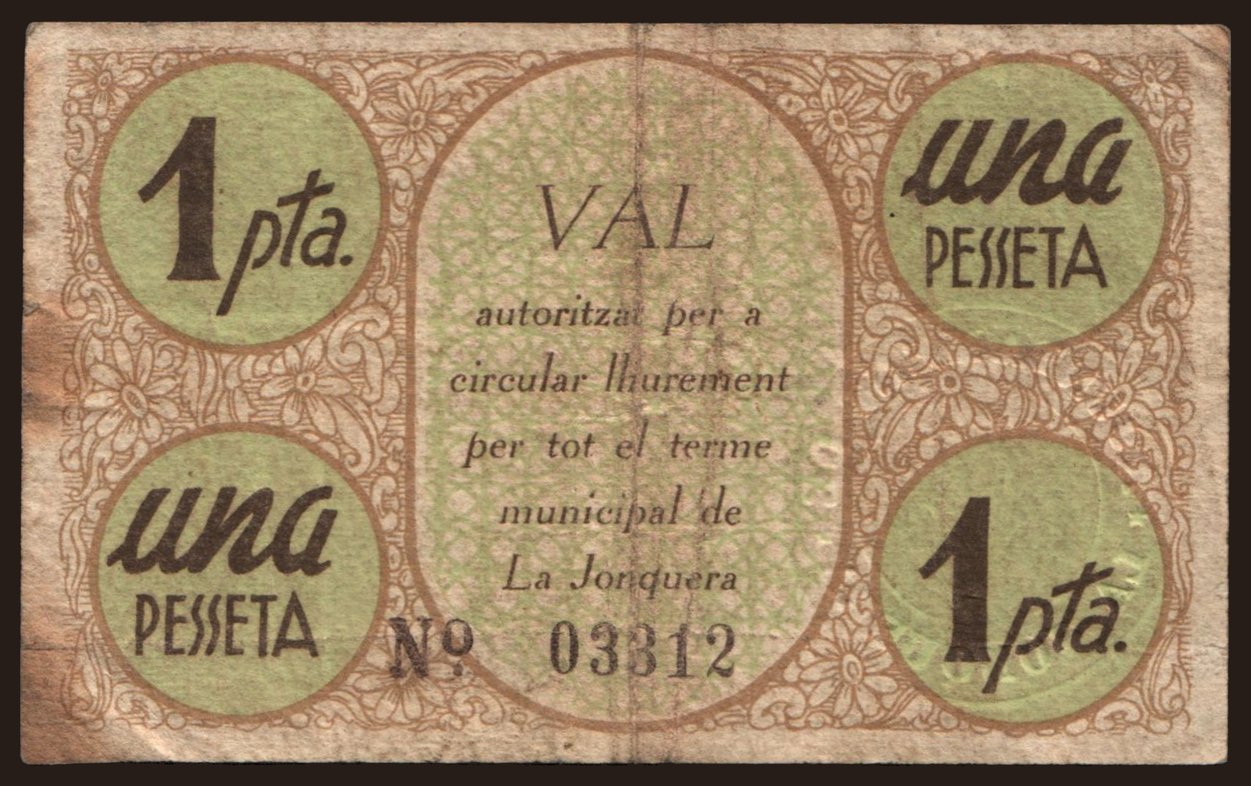 1 pta.
una
PESSETA
VAL
autoritzat per a
circular lliurement
per tot el terme
municipal de
La Jonquera
una
PESSETA
1 pta.
Nº 03312